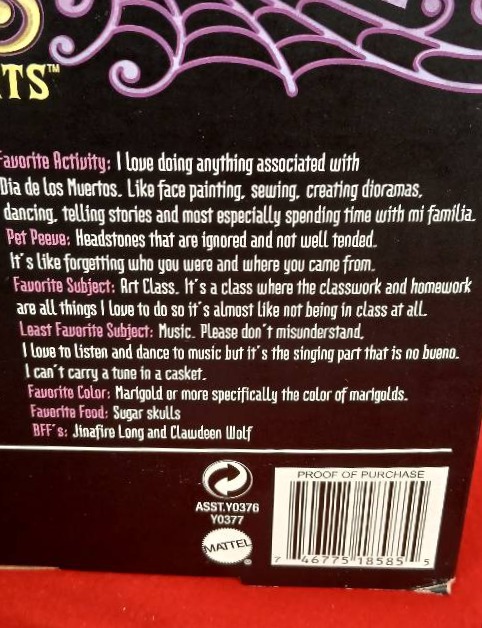 TS™
Favorite Activity: I love doing anything associated with
Dia de los Muertos. Like face painting, sewing, creating dioramas,
dancing, telling stories and most especially spending time with mi familia.
Pet Peeve: Headstones that are ignored and not well tended.
It's like forgetting who you were and where you came from.
Favorite Subject: Art Class. It's a class where the classwork and homework
are all things I love to do so it's almost like not being in class at all.
Least Favorite Subject: Music. Please don't misunderstand,
I love to listen and dance to music but it's the singing part that is no bueno.
I can't carry a tune in a casket.
Favorite Color: Marigold or more specifically the color of marigolds.
Favorite Food: Sugar skulls
BFF's: Jinafire Long and Clawdeen Wolf
PROOF OF PURCHASE
ASST.Y0376
Y0377
MATTEL®
7 46775 18585 5